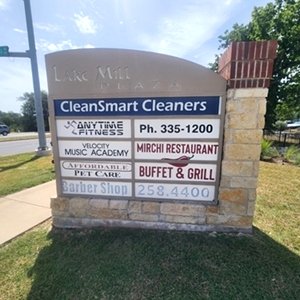 Lake Mill
PLAZA
CleanSmart Cleaners
ANYTIME
FITNESS
Ph. 335-1200
VELOCITY
MUSIC ACADEMY
MIRCHI RESTAURANT
BUFFET & GRILL
AFFORDABLE
PET CARE
Barber Shop
258.4400